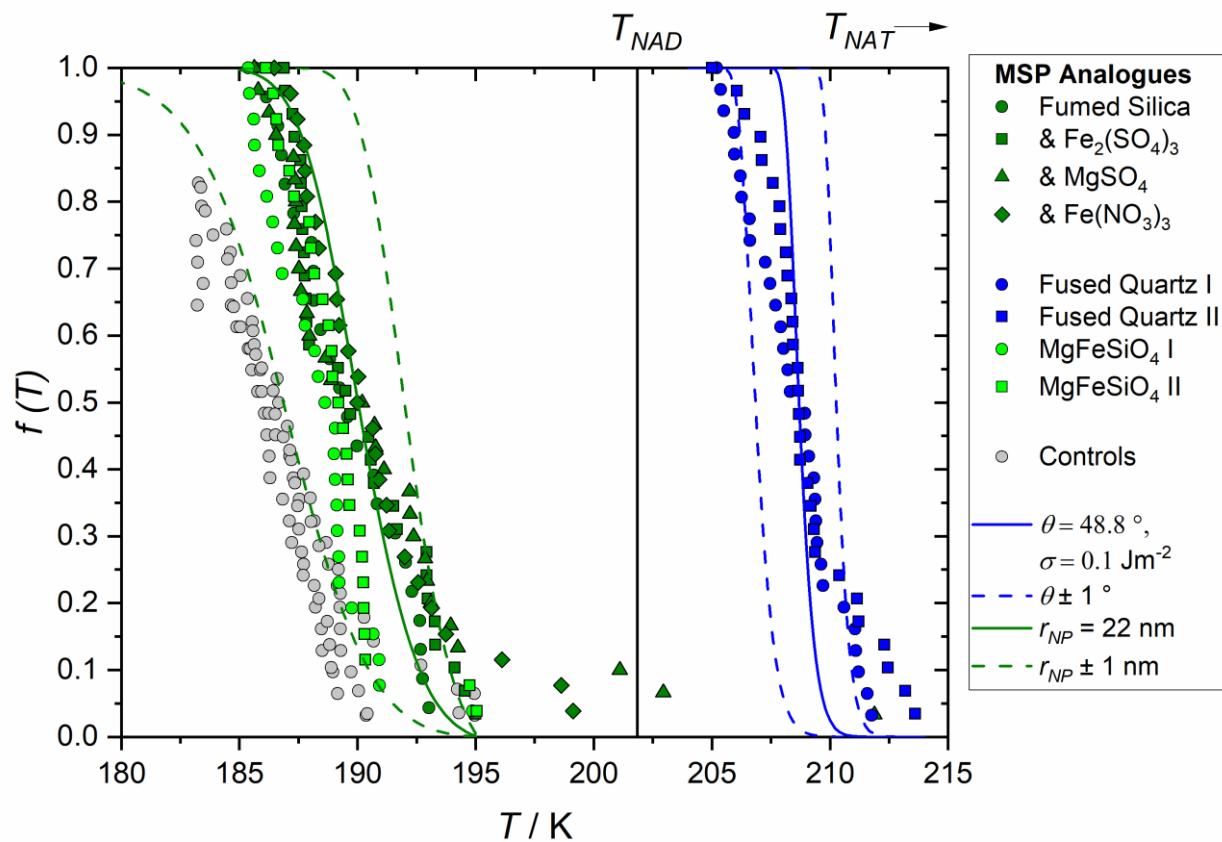 T_NAD
T_NAT
1.0
0.9
0.8
0.7
0.6
0.5
0.4
0.3
0.2
0.1
0.0
f (T)
180
185
190
195
200
205
210
215
T / K
MSP Analogues
Fumed Silica
& Fe₂(SO₄)₃
& MgSO₄
& Fe(NO₃)₃
Fused Quartz I
Fused Quartz II
MgFeSiO₄ I
MgFeSiO₄ II
Controls
θ = 48.8 °,
σ = 0.1 Jm⁻²
θ ± 1 °
r_NP = 22 nm
r_NP ± 1 nm